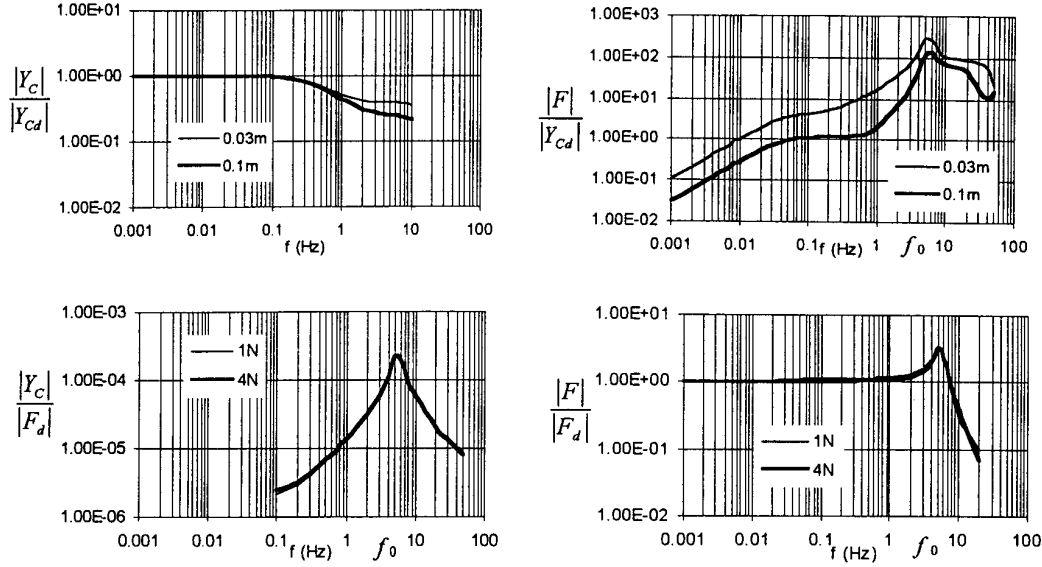 1.00E+01
1.00E+00
1.00E-01
1.00E-02
|Y_C|
|Y_Cd|
0.03m
0.1m
0.001 0.01 0.1 1 10 100
f (Hz)
1.00E+03
1.00E+02
1.00E+01
1.00E+00
1.00E-01
1.00E-02
|F|
|Y_Cd|
0.03m
0.1m
0.001 0.01 0.1 1 10 100
f (Hz) f_0
1.00E-03
1.00E-04
1.00E-05
1.00E-06
|Y_C|
|F_d|
1N
4N
0.001 0.01 0.1 1 10 100
f (Hz) f_0
1.00E+01
1.00E+00
1.00E-01
1.00E-02
|F|
|F_d|
1N
4N
0.001 0.01 0.1 1 10 100
f (Hz) f_0